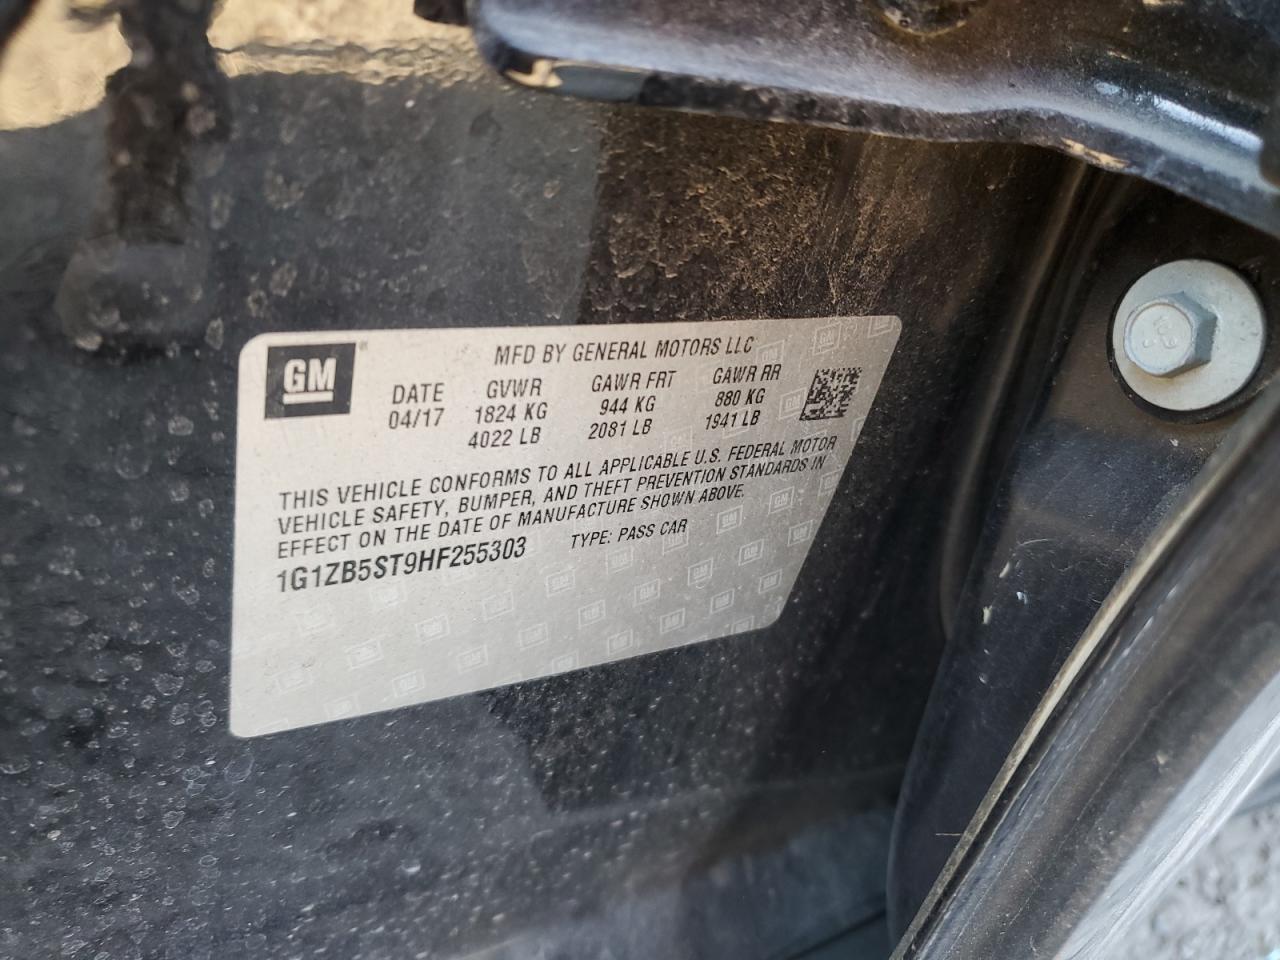 GM
MFD BY GENERAL MOTORS LLC
DATE GVWR GAWR FRT GAWR RR
04/17 1824 KG 944 KG 880 KG
4022 LB 2081 LB 1941 LB
THIS VEHICLE CONFORMS TO ALL APPLICABLE U.S. FEDERAL MOTOR
VEHICLE SAFETY, BUMPER, AND THEFT PREVENTION STANDARDS IN
EFFECT ON THE DATE OF MANUFACTURE SHOWN ABOVE.
1G1ZB5ST9HF255303 TYPE: PASS CAR